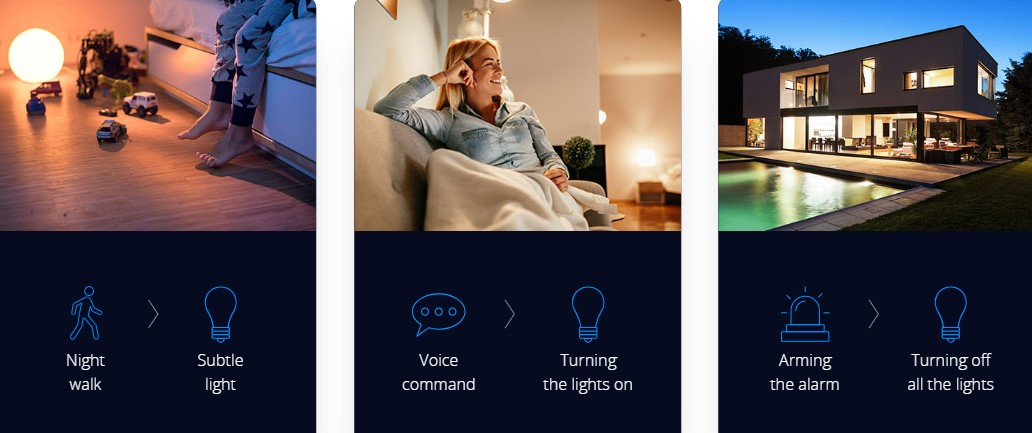 Night
walk
Subtle
light
Voice
command
Turning
the lights on
Arming
the alarm
Turning off
all the lights